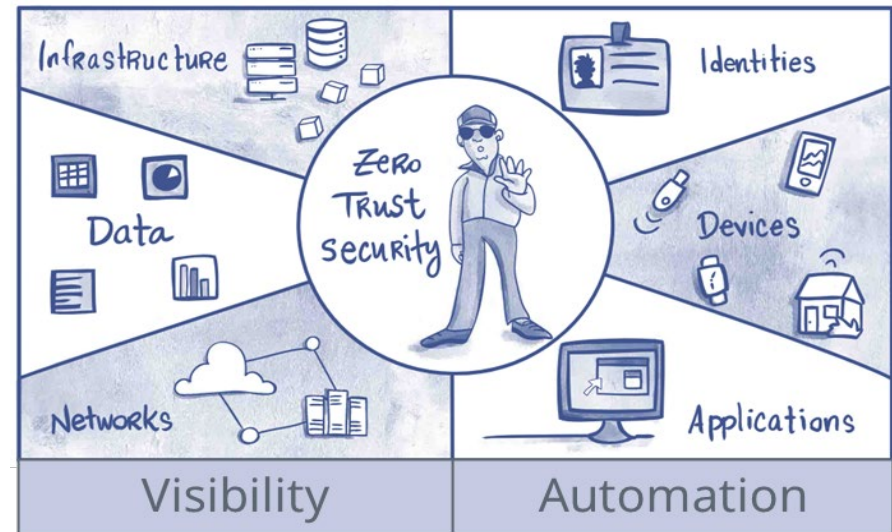 Infrastructure
Identities
Zero
Trust
Security
Data
Devices
Networks
Applications
Visibility
Automation